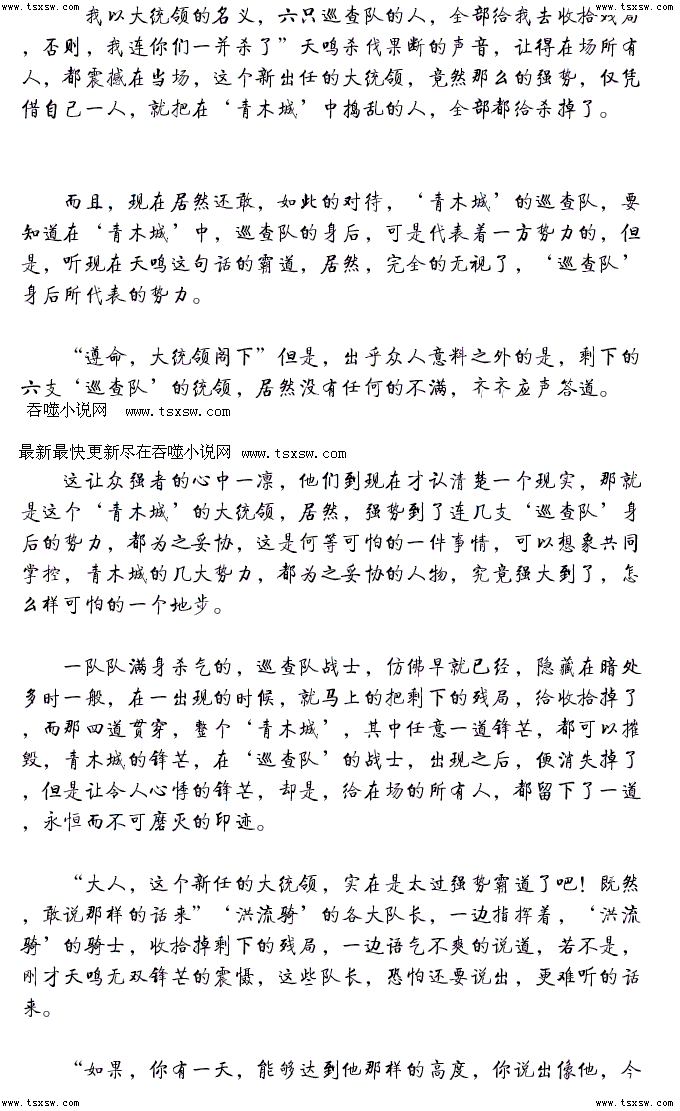 www.tsxsw.com www.tsxsw.com www.tsxsw.com www.tsxsw.com
我以大统领的名义，六只巡查队的人，全部给我去收拾残局
，否则，我连你们一并杀了”天鸣杀伐果断的声音，让得在场所有
人，都震撼在当场，这个新出任的大统领，竟然那么的强势，仅凭
借自己一人，就把在‘青木城’中捣乱的人，全部都给杀掉了。
而且，现在居然还敢，如此的对待，‘青木城’的巡查队，要
知道在‘青木城’中，巡查队的身后，可是代表着一方势力的，但
是，听现在天鸣这句话的霸道，居然，完全的无视了，‘巡查队’
身后所代表的势力。
“遵命，大统领阁下”但是，出乎众人意料之外的是，剩下的
六支‘巡查队’的统领，居然没有任何的不满，齐齐应声答道。
吞噬小说网 www.tsxsw.com
最新最快更新尽在吞噬小说网 www.tsxsw.com
这让众强者的心中一凛，他们到现在才认清楚一个现实，那就
是这个‘青木城’的大统领，居然，强势到了连几支‘巡查队’身
后的势力，都为之妥协，这是何等可怕的一件事情，可以想象共同
掌控，青木城的几大势力，都为之妥协的人物，究竟强大到了，怎
么样可怕的一个地步。
一队队满身杀气的，巡查队战士，仿佛早就已经，隐藏在暗处
多时一般，在一出现的时候，就马上的把剩下的残局，给收拾掉了
，而那四道贯穿，整个‘青木城’，其中任意一道锋芒，都可以摧
毁，青木城的锋芒，在‘巡查队’的战士，出现之后，便消失掉了
，但是让令人心悸的锋芒，却是，给在场的所有人，都留下了一道
，永恒而不可磨灭的印迹。
“大人，这个新任的大统领，实在是太过强势霸道了吧！既然
，敢说那样的话来”‘洪流骑’的各大队长，一边指挥着，‘洪流
骑’的骑士，收拾掉剩下的残局，一边语气不爽的说道，若不是，
刚才天鸣无双锋芒的震慑，这些队长，恐怕还要说出，更难听的话
来。
“如果，你有一天，能够达到他那样的高度，你说出像他，今
www.tsxsw.com www.tsxsw.com www.tsxsw.com www.tsxsw.com